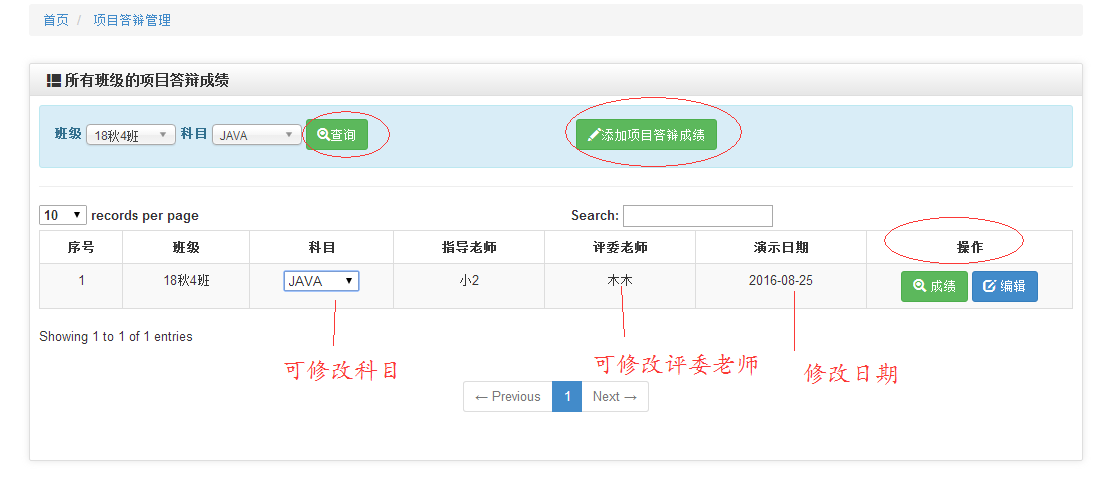 首页 / 项目答辩管理
所有班级的项目答辩成绩
班级 18秋4班 科目 JAVA 查询 添加项目答辩成绩
10 records per page Search:
序号 班级 科目 指导老师 评委老师 演示日期 操作
1 18秋4班 JAVA 小2 木木 2016-08-25 成绩 编辑
Showing 1 to 1 of 1 entries
可修改科目 可修改评委老师 修改日期
← Previous 1 Next →